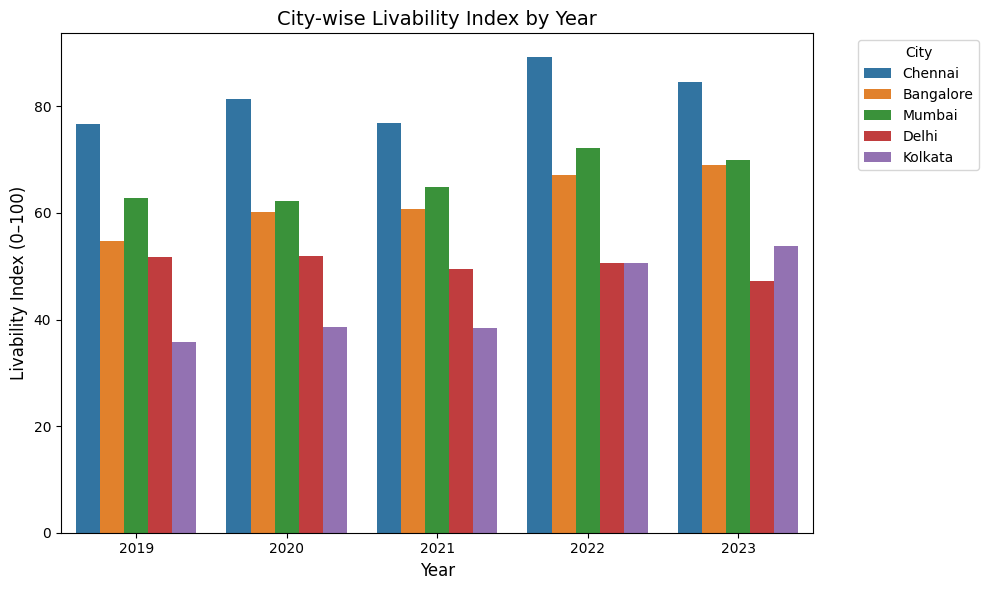 City-wise Livability Index by Year
City
Chennai
Bangalore
Mumbai
Delhi
Kolkata
Livability Index (0–100)
80
60
40
20
0
2019 2020 2021 2022 2023
Year